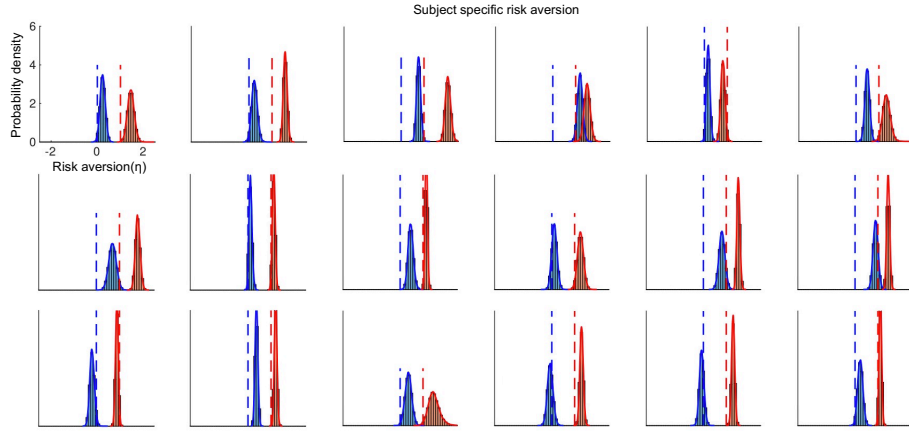 Subject specific risk aversion
6
4
2
0
Probability density
-2 0 2
Risk aversion(η)